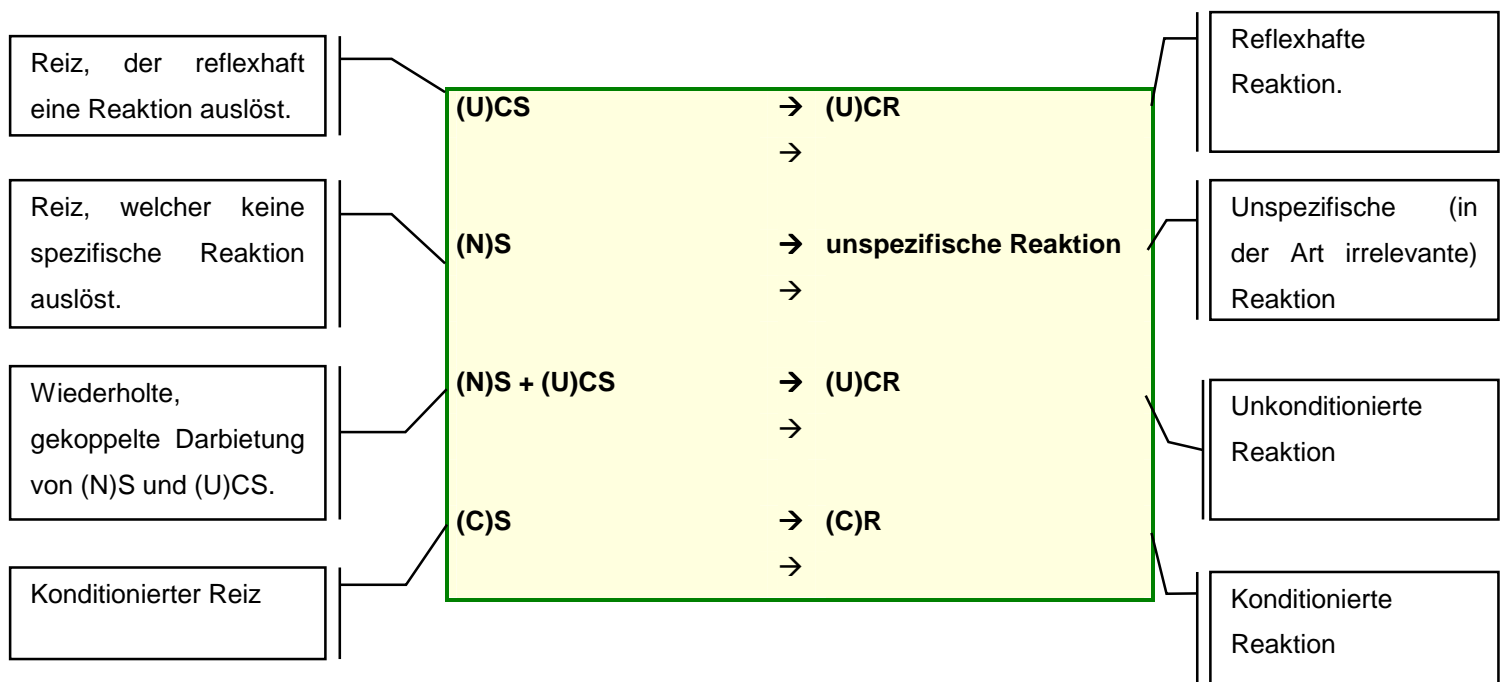 Reiz, der reflexhaft
eine Reaktion auslöst.
(U)CS → (U)CR
→
Reflexhafte
Reaktion.
Reiz, welcher keine
spezifische Reaktion
auslöst.
(N)S → unspezifische Reaktion
→
Unspezifische (in
der Art irrelevante)
Reaktion
Wiederholte,
gekoppelte Darbietung
von (N)S und (U)CS.
(N)S + (U)CS → (U)CR
→
Unkonditionierte
Reaktion
Konditionierter Reiz
(C)S → (C)R
→
Konditionierte
Reaktion